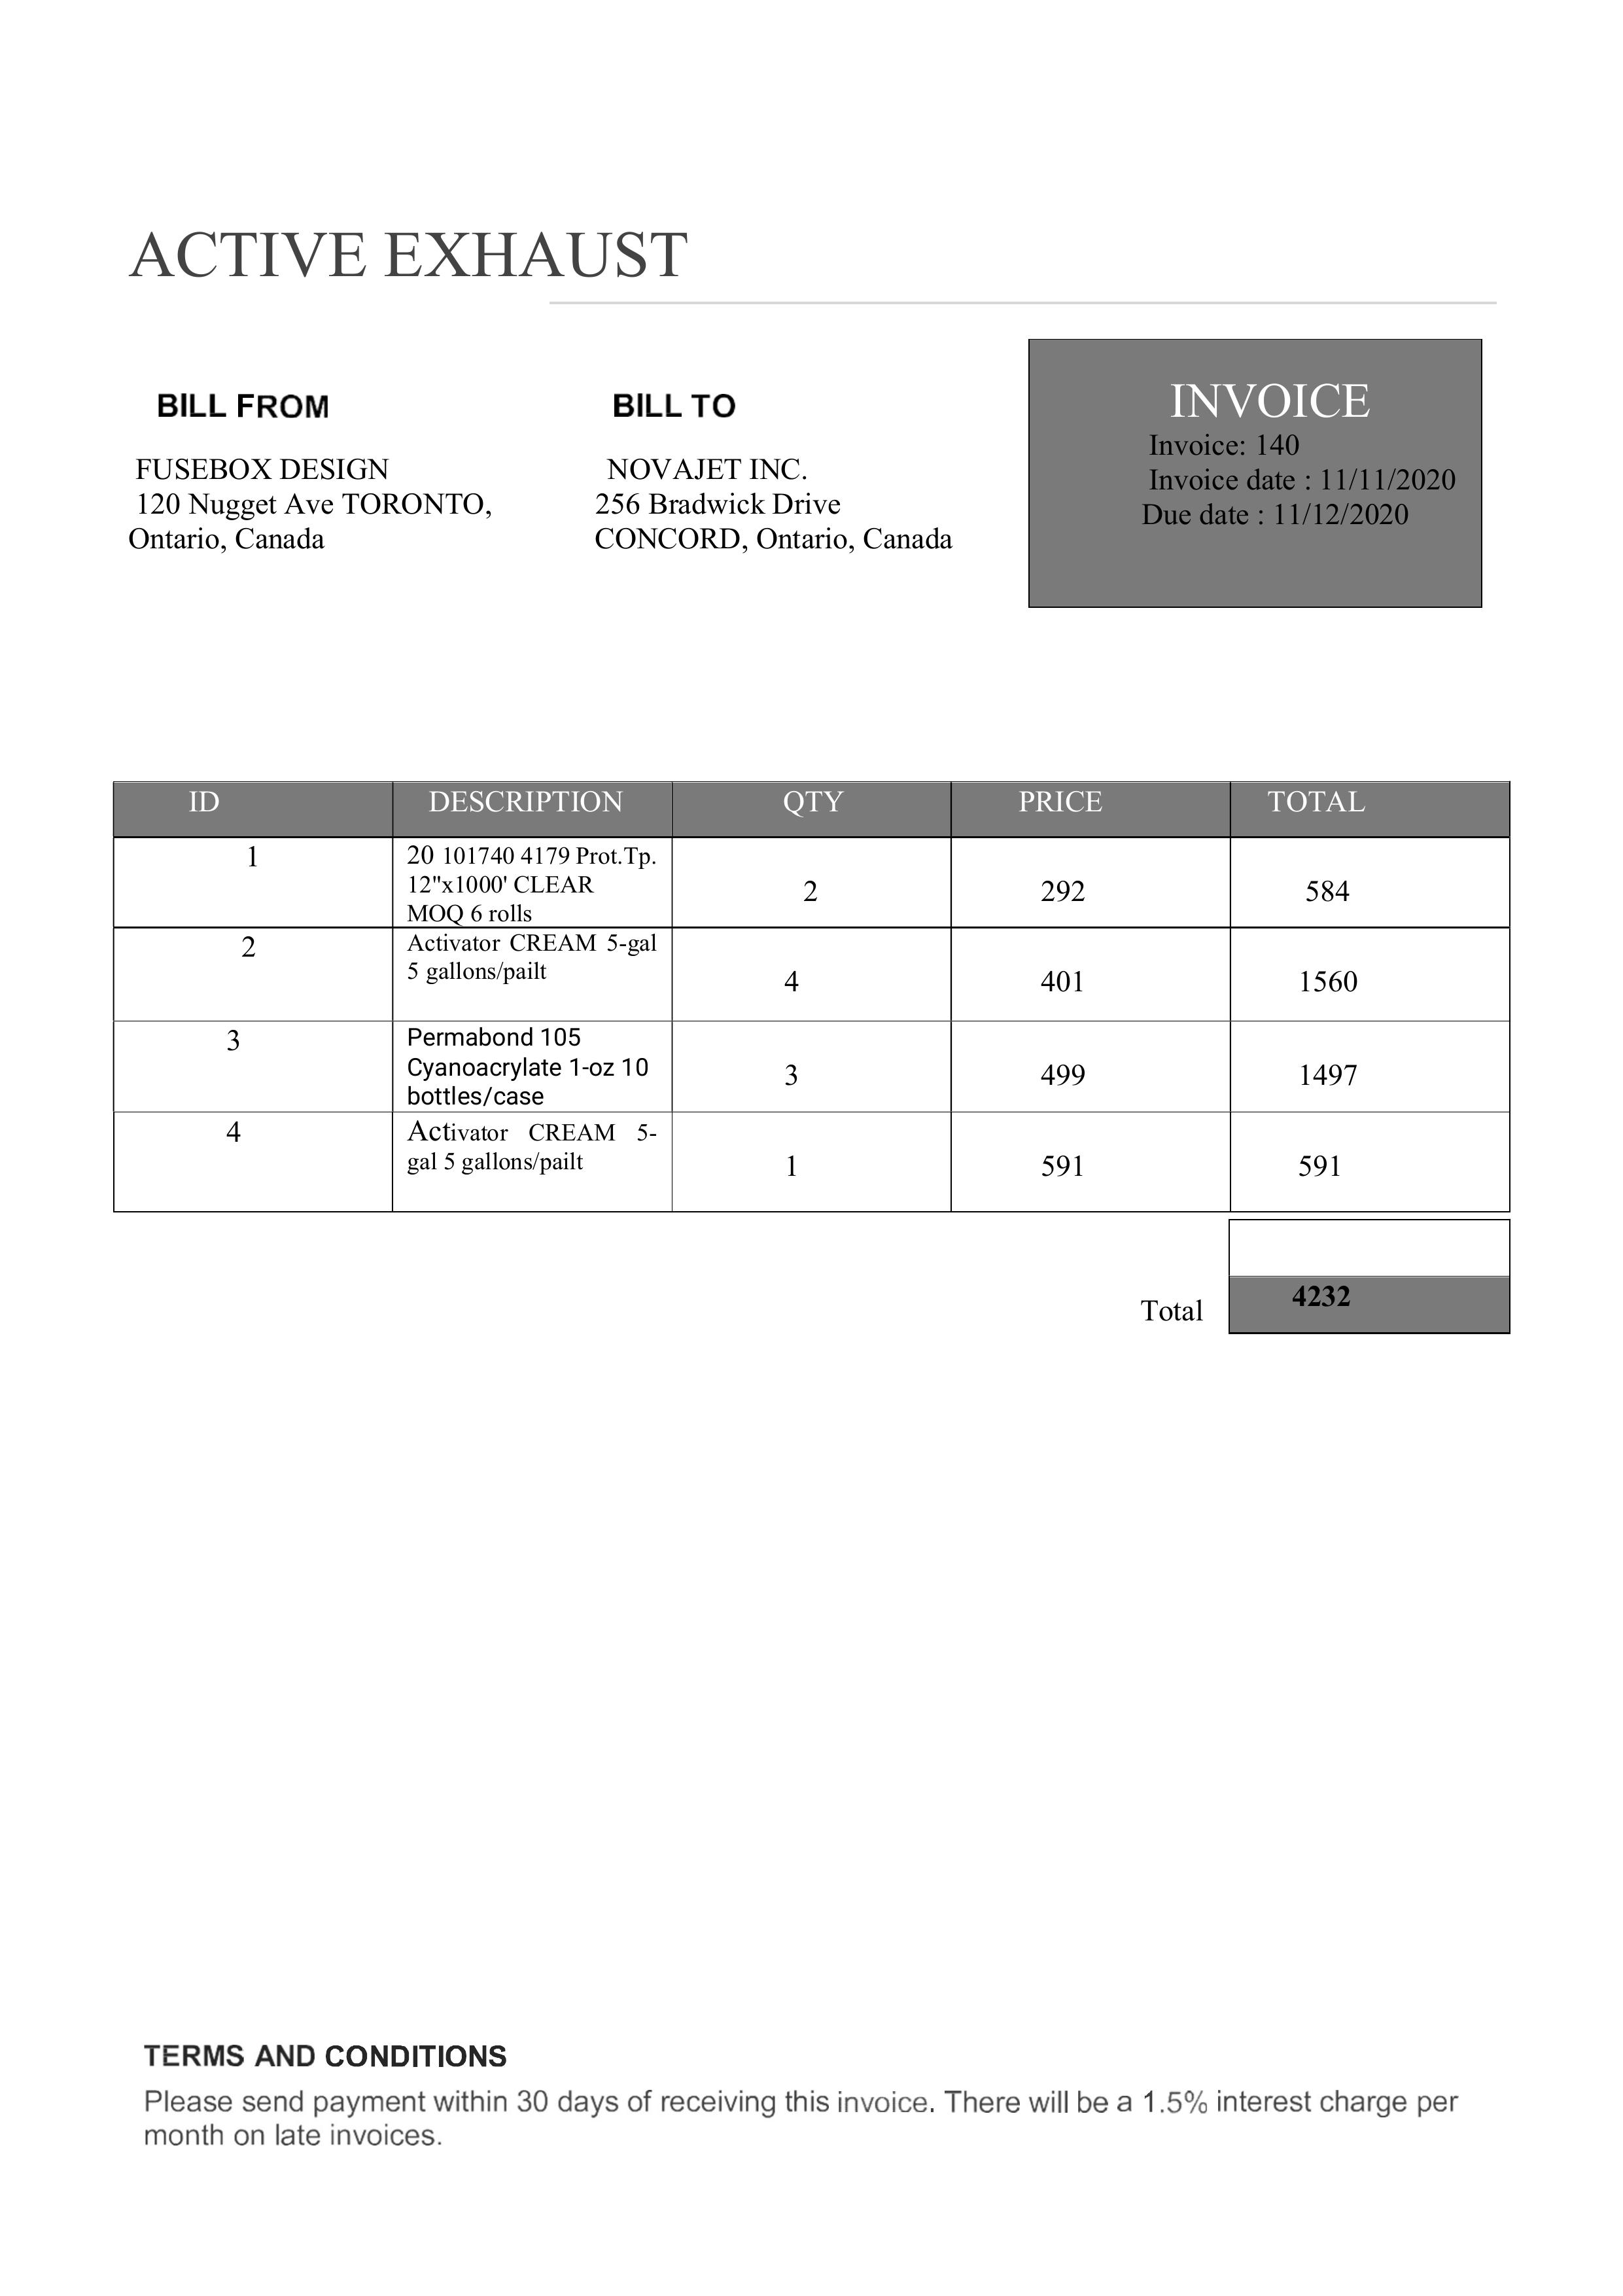 ACTIVE EXHAUST
BILL FROM
FUSEBOX DESIGN
120 Nugget Ave TORONTO,
Ontario, Canada
BILL TO
NOVAJET INC.
256 Bradwick Drive
CONCORD, Ontario, Canada
INVOICE
Invoice: 140
Invoice date : 11/11/2020
Due date : 11/12/2020
ID DESCRIPTION QTY PRICE TOTAL
1 20 101740 4179 Prot.Tp.
12"x1000' CLEAR
MOQ 6 rolls
2 292 584
2 Activator CREAM 5-gal
5 gallons/pailt
4 401 1560
3 Permabond 105
Cyanoacrylate 1-oz 10
bottles/case
3 499 1497
4 Activator CREAM 5-
gal 5 gallons/pailt
1 591 591
Total 4232
TERMS AND CONDITIONS
Please send payment within 30 days of receiving this invoice. There will be a 1.5% interest charge per
month on late invoices.